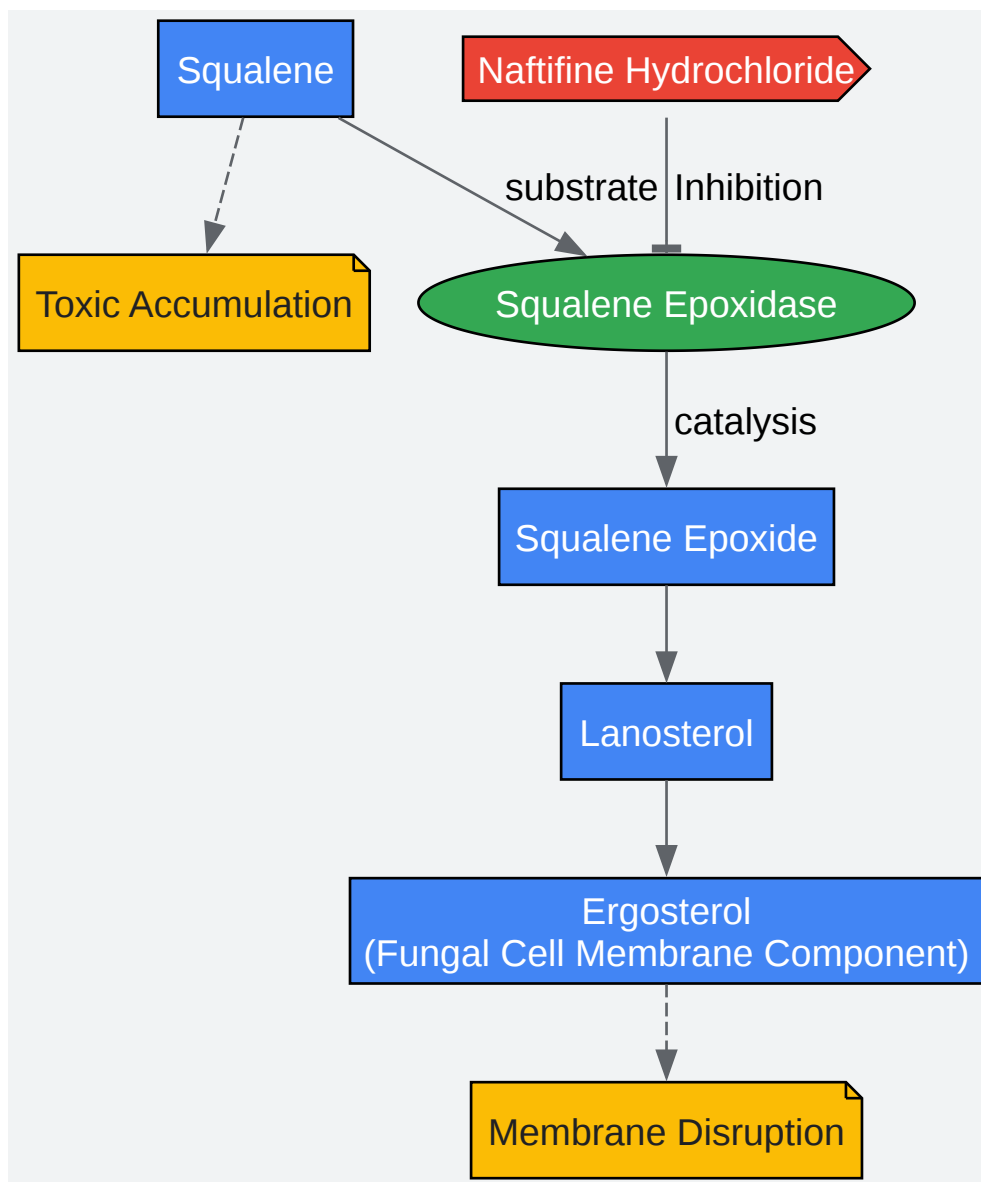 Squalene
Naftifine Hydrochloride
substrate
Inhibition
Toxic Accumulation
Squalene Epoxidase
catalysis
Squalene Epoxide
Lanosterol
Ergosterol
(Fungal Cell Membrane Component)
Membrane Disruption